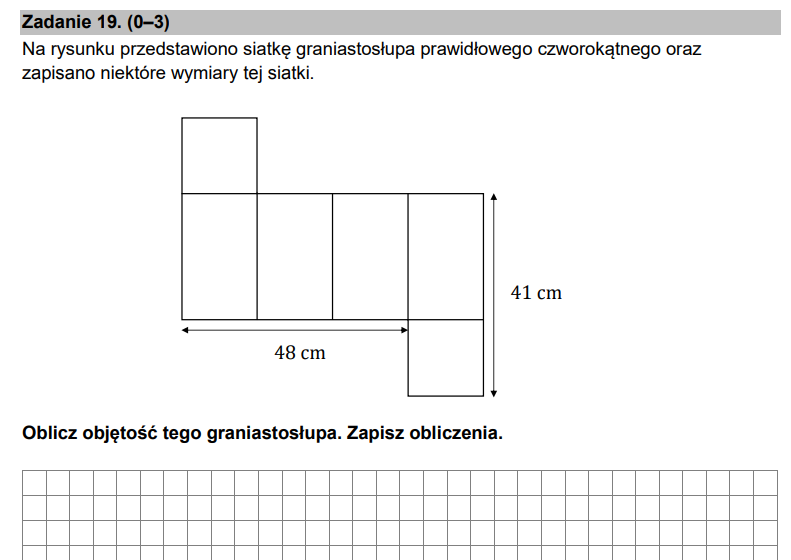 Zadanie 19. (0–3)
Na rysunku przedstawiono siatkę graniastosłupa prawidłowego czworokątnego oraz
zapisano niektóre wymiary tej siatki.
41 cm
48 cm
Oblicz objętość tego graniastosłupa. Zapisz obliczenia.